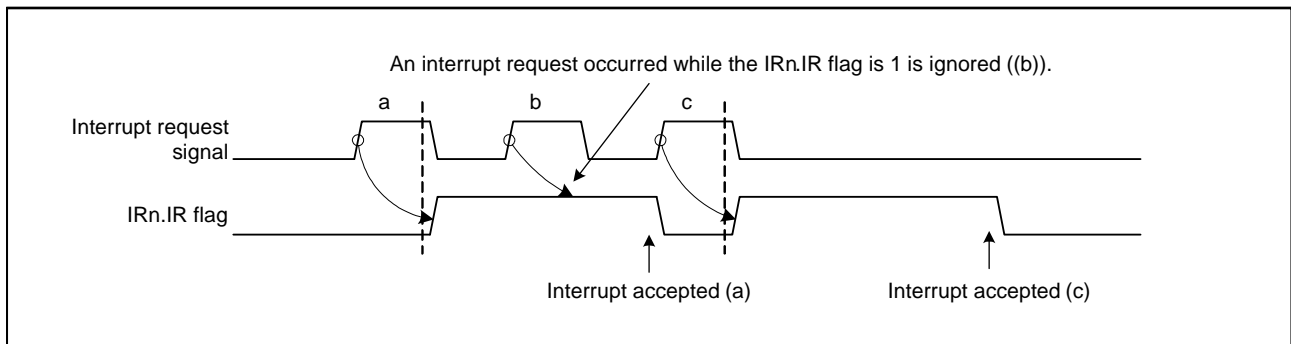 An interrupt request occurred while the IRn.IR flag is 1 is ignored ((b)).
a
b
c
Interrupt request
signal
IRn.IR flag
Interrupt accepted (a)
Interrupt accepted (c)